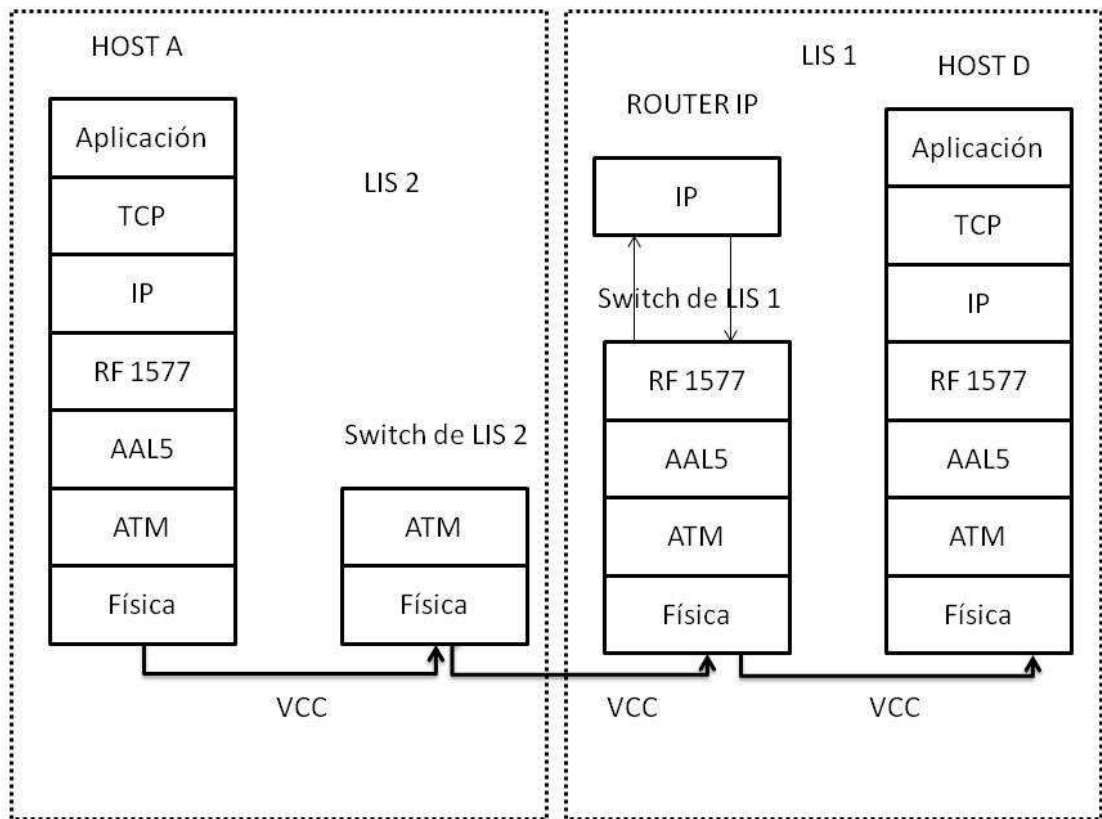 HOST A
Aplicación
TCP
IP
RF 1577
AAL5
ATM
Física
LIS 2
Switch de LIS 2
ATM
Física
VCC
LIS 1
ROUTER IP
IP
Switch de LIS 1
RF 1577
AAL5
ATM
Física
VCC
HOST D
Aplicación
TCP
IP
RF 1577
AAL5
ATM
Física
VCC